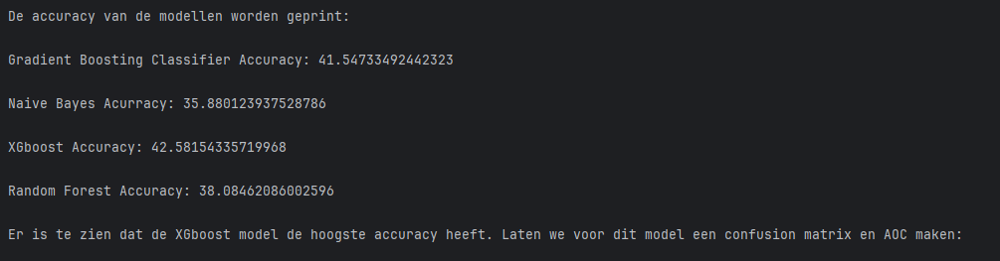 De accuracy van de modellen worden geprint:
Gradient Boosting Classifier Accuracy: 41.54733492442323
Naive Bayes Acurracy: 35.880123937528786
XGboost Accuracy: 42.58154335719968
Random Forest Accuracy: 38.08462086002596
Er is te zien dat de XGboost model de hoogste accuracy heeft. Laten we voor dit model een confusion matrix en AOC maken: